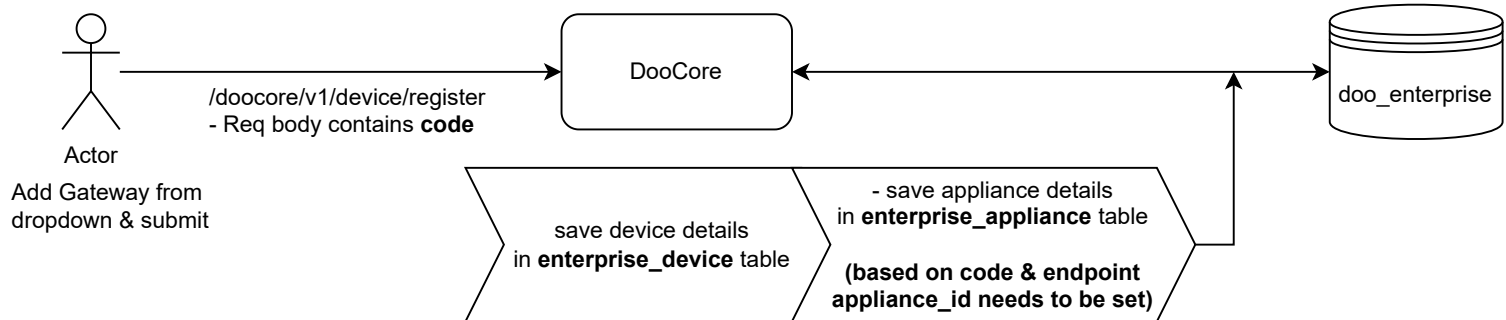 DooCore
doo_enterprise
/doocore/v1/device/register
- Req body contains code
Actor
Add Gateway from
dropdown & submit
save device details
in enterprise_device table
- save appliance details
in enterprise_appliance table
(based on code & endpoint
appliance_id needs to be set)